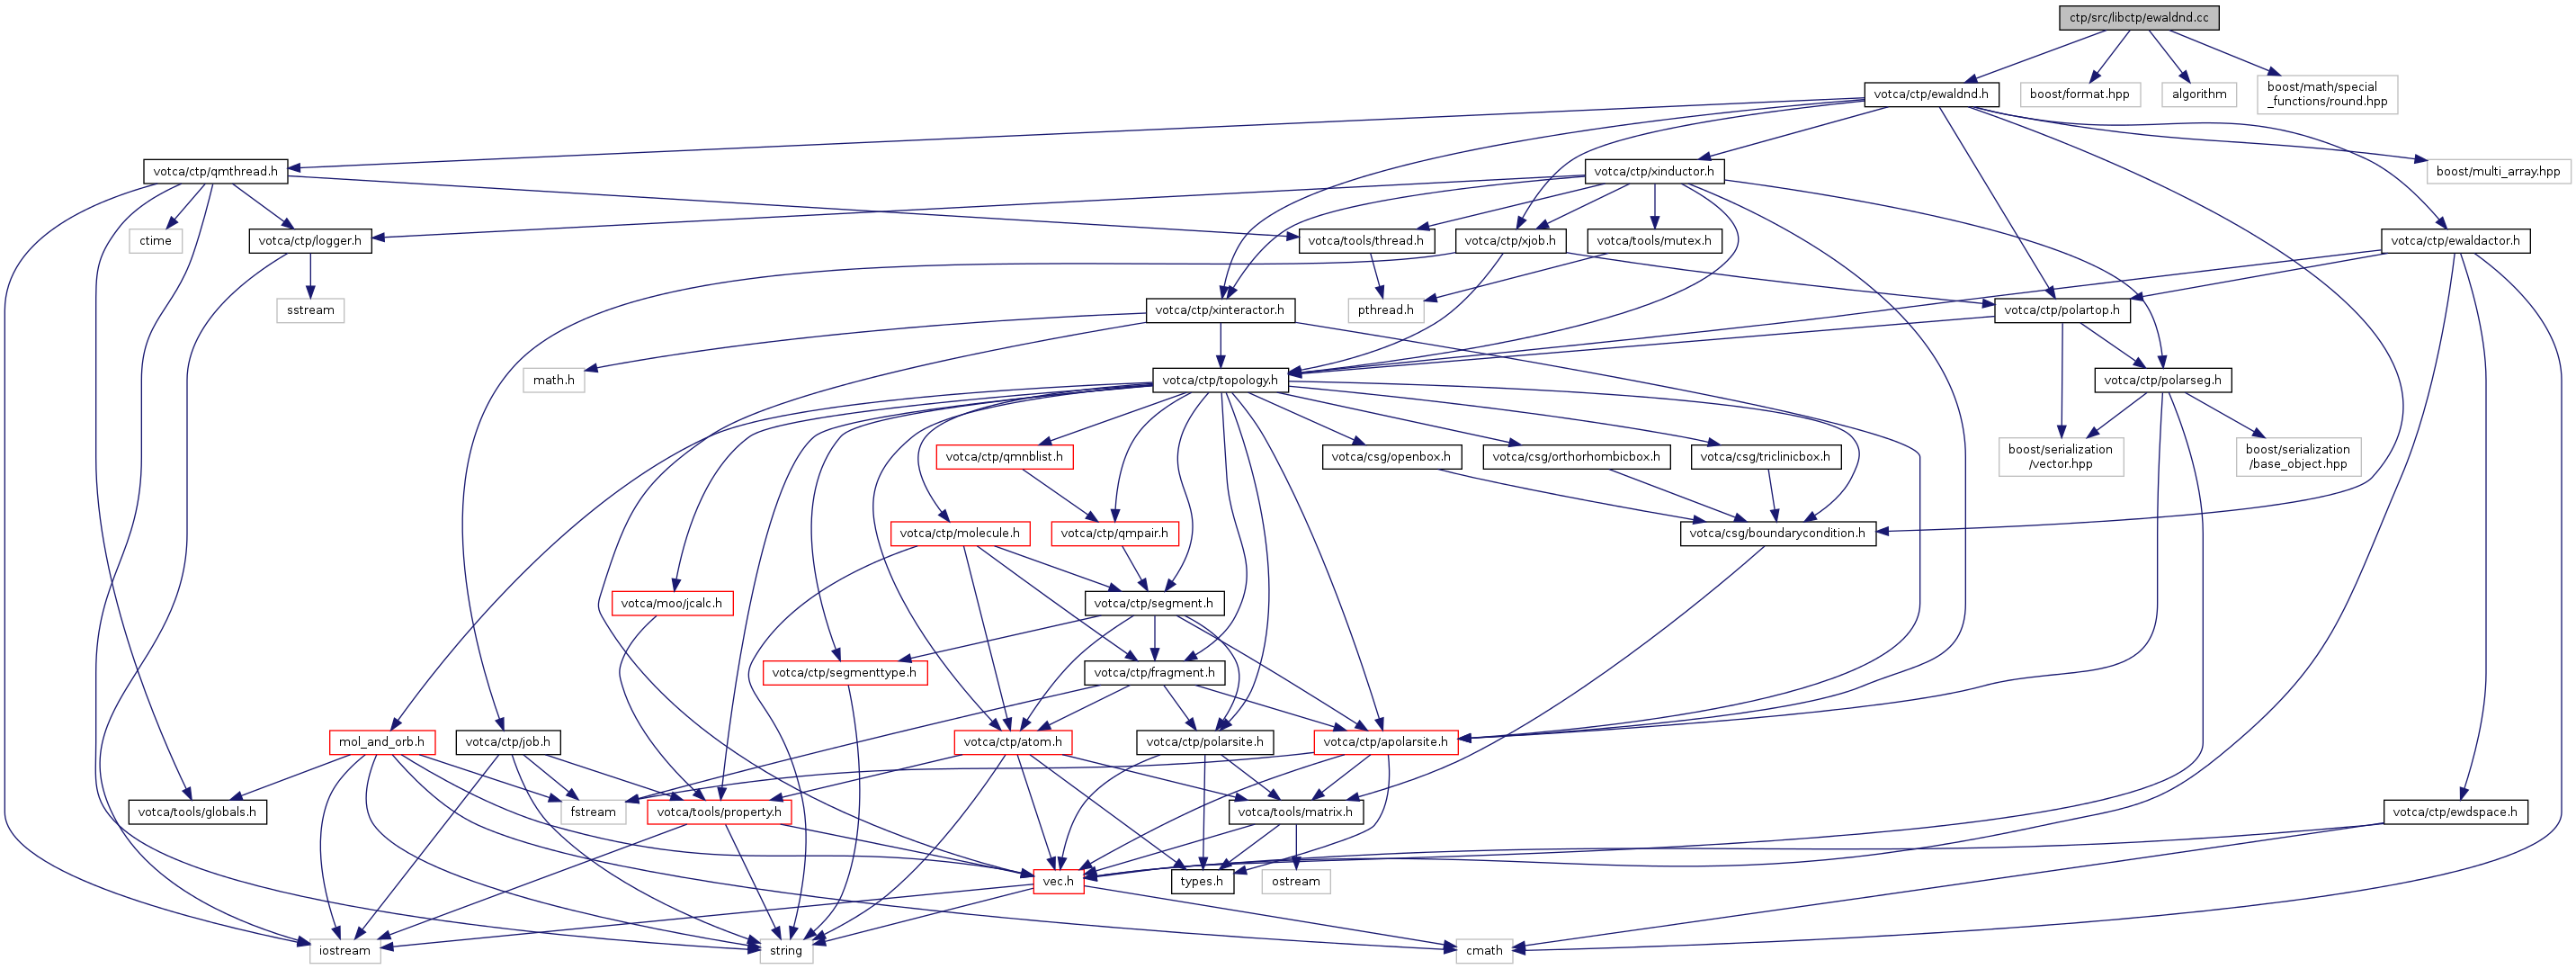 ctp/src/libctp/ewaldnd.cc
votca/ctp/ewaldnd.h
boost/format.hpp
algorithm
boost/math/special
_functions/round.hpp
votca/ctp/qmthread.h
votca/ctp/xinductor.h
boost/multi_array.hpp
ctime
votca/ctp/logger.h
votca/tools/thread.h
votca/ctp/xjob.h
votca/tools/mutex.h
votca/ctp/ewaldactor.h
sstream
votca/ctp/xinteractor.h
pthread.h
votca/ctp/polartop.h
math.h
votca/ctp/topology.h
votca/ctp/polarseg.h
votca/ctp/qmnblist.h
votca/csg/openbox.h
votca/csg/orthorhombicbox.h
votca/csg/triclinicbox.h
boost/serialization
/vector.hpp
boost/serialization
/base_object.hpp
votca/ctp/molecule.h
votca/ctp/qmpair.h
votca/csg/boundarycondition.h
votca/moo/jcalc.h
votca/ctp/segment.h
votca/ctp/segmenttype.h
votca/ctp/fragment.h
mol_and_orb.h
votca/ctp/job.h
votca/ctp/atom.h
votca/ctp/polarsite.h
votca/ctp/apolarsite.h
votca/tools/globals.h
fstream
votca/tools/property.h
votca/tools/matrix.h
votca/ctp/ewdspace.h
vec.h
types.h
ostream
iostream
string
cmath